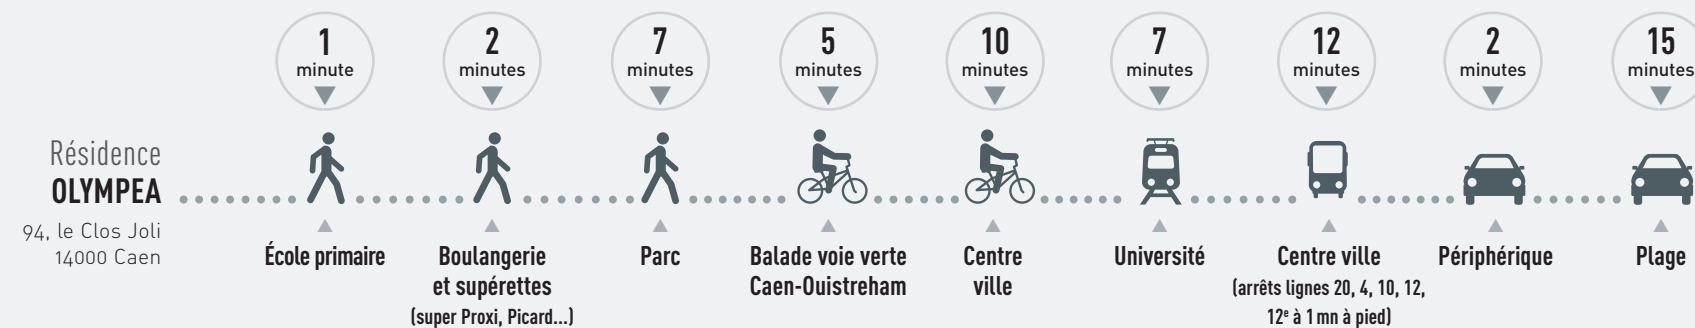 1
minute
2
minutes
7
minutes
5
minutes
10
minutes
7
minutes
12
minutes
2
minutes
15
minutes
Résidence
OLYMPEA
94, le Clos Joli
14000 Caen
École primaire
Boulangerie
et supérettes
(super Proxi, Picard...)
Parc
Balade voie verte
Caen-Ouistreham
Centre
ville
Université
Centre ville
(arrêts lignes 20, 4, 10, 12,
12e à 1 mn à pied)
Périphérique
Plage